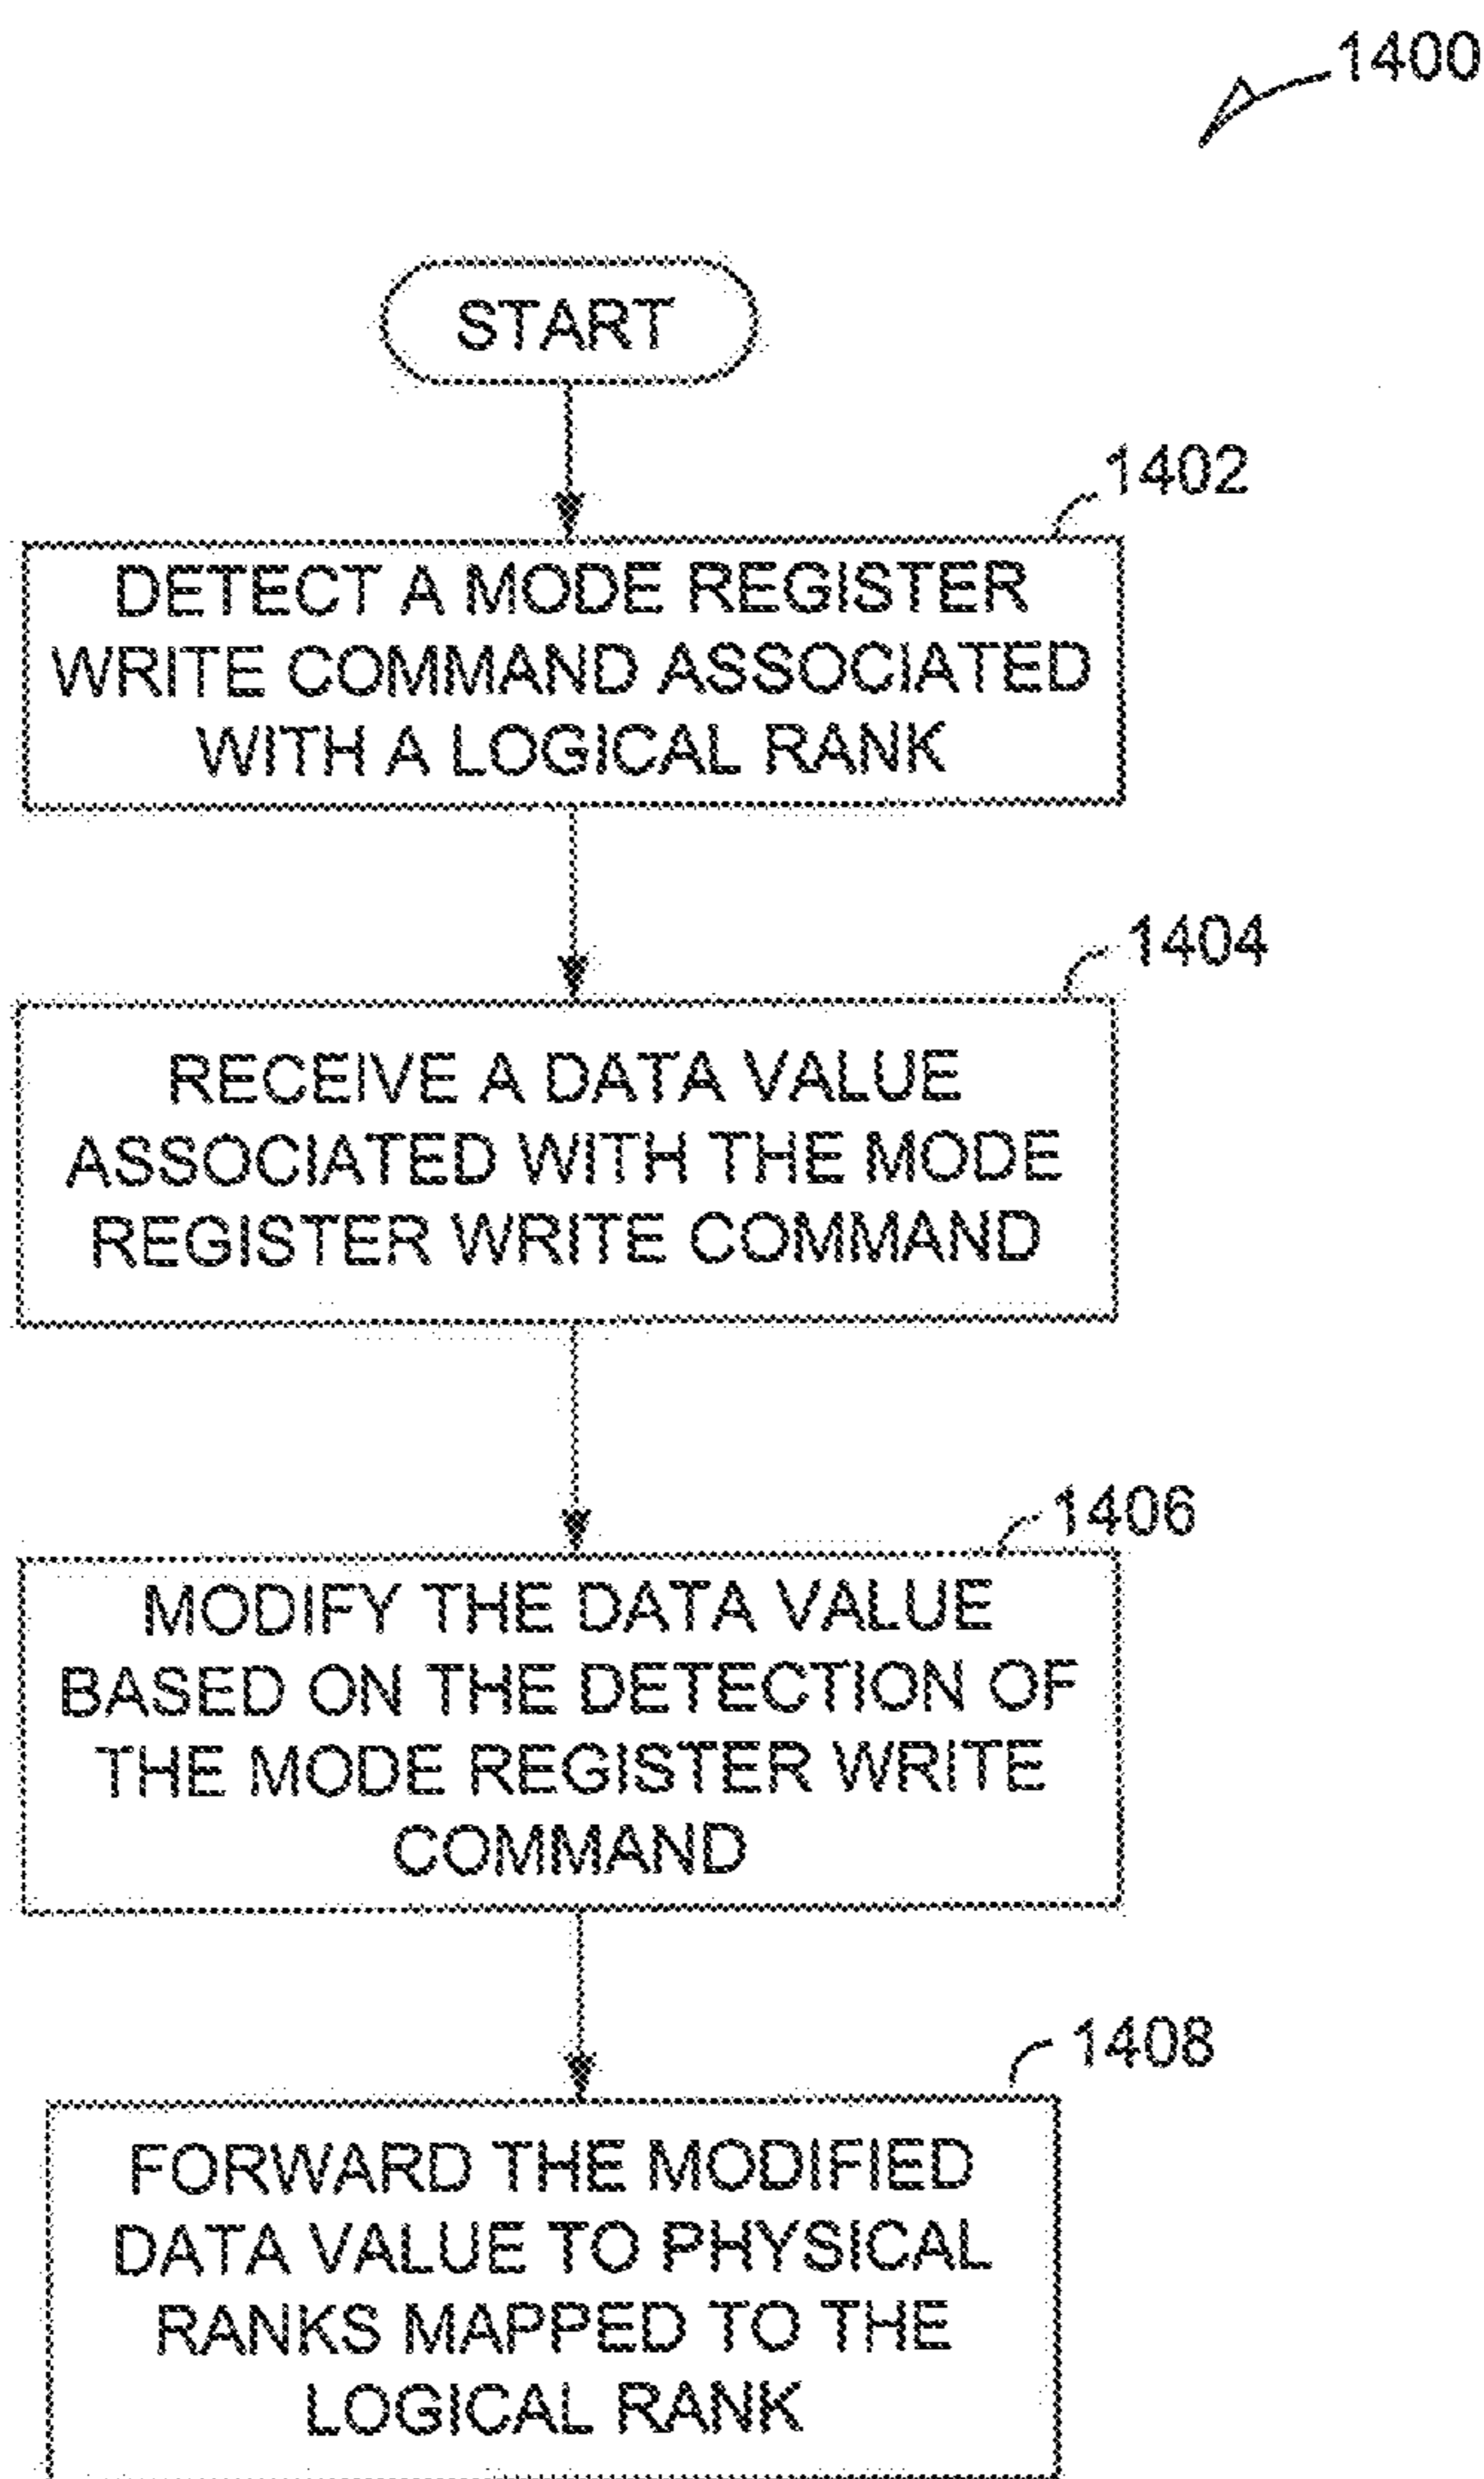 1400
START
1402
DETECT A MODE REGISTER
WRITE COMMAND ASSOCIATED
WITH A LOGICAL RANK
1404
RECEIVE A DATA VALUE
ASSOCIATED WITH THE MODE
REGISTER WRITE COMMAND
1406
MODIFY THE DATA VALUE
BASED ON THE DETECTION OF
THE MODE REGISTER WRITE
COMMAND
1408
FORWARD THE MODIFIED
DATA VALUE TO PHYSICAL
RANKS MAPPED TO THE
LOGICAL RANK